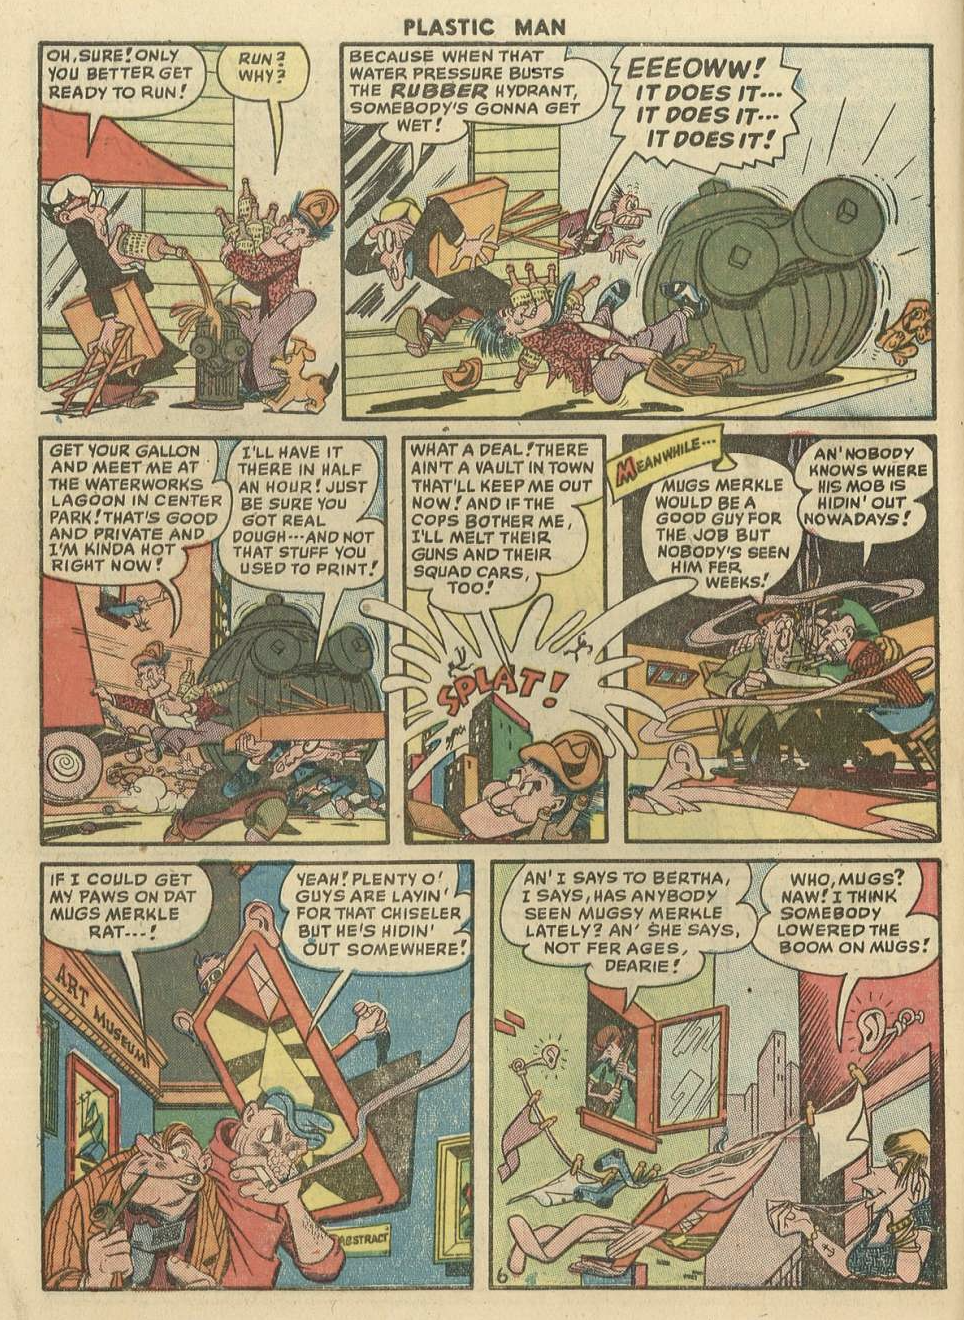 PLASTIC MAN
OH, SURE! ONLY
YOU BETTER GET
READY TO RUN!
RUN?
WHY?
BECAUSE WHEN THAT
WATER PRESSURE BUSTS
THE RUBBER HYDRANT,
SOMEBODY'S GONNA GET
WET!
EEEOWW!
IT DOES IT...
IT DOES IT...
IT DOES IT!
GET YOUR GALLON
AND MEET ME AT
THE WATERWORKS
LAGOON IN CENTER
PARK! THAT'S GOOD
AND PRIVATE AND
I'M KINDA HOT
RIGHT NOW!
I'LL HAVE IT
THERE IN HALF
AN HOUR! JUST
BE SURE YOU
GOT REAL
DOUGH---AND NOT
THAT STUFF YOU
USED TO PRINT!
WHAT A DEAL! THERE
AIN'T A VAULT IN TOWN
THAT'LL KEEP ME OUT
NOW! AND IF THE
COPS BOTHER ME,
I'LL MELT THEIR
GUNS AND THEIR
SQUAD CARS,
TOO!
SPLAT!
MEANWHILE...
MUGS MERKLE
WOULD BE A
GOOD GUY FOR
THE JOB BUT
NOBODY'S SEEN
HIM FER
WEEKS!
AN' NOBODY
KNOWS WHERE
HIS MOB IS
HIDIN' OUT
NOWADAYS!
IF I COULD GET
MY PAWS ON DAT
MUGS MERKLE
RAT---!
YEAH! PLENTY O'
GUYS ARE LAYIN'
FOR THAT CHISELER
BUT HE'S HIDIN'
OUT SOMEWHERE!
ART MUSEUM
ABSTRACT
AN' I SAYS TO BERTHA,
I SAYS, HAS ANYBODY
SEEN MUGSY MERKLE
LATELY? AN' SHE SAYS,
NOT FER AGES,
DEARIE!
WHO, MUGS?
NAW! I THINK
SOMEBODY
LOWERED THE
BOOM ON MUGS!
6